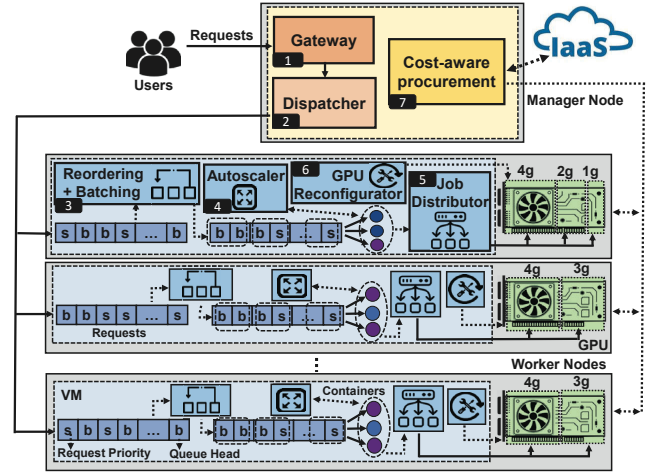 Requests
Users
Gateway
1
Dispatcher
2
Cost-aware
procurement
7
IaaS
Manager Node
Reordering
+ Batching
3
Autoscaler
4
6
GPU
Reconfigurator
5
Job
Distributor
4g 2g 1g
s b b s ... b
b b b s ... s
4g 3g
b b s s ... s
b b b s ... s
Requests
GPU
Worker Nodes
VM
Containers
4g 3g
s b s b ... b
b b b s ... s
Request Priority
Queue Head